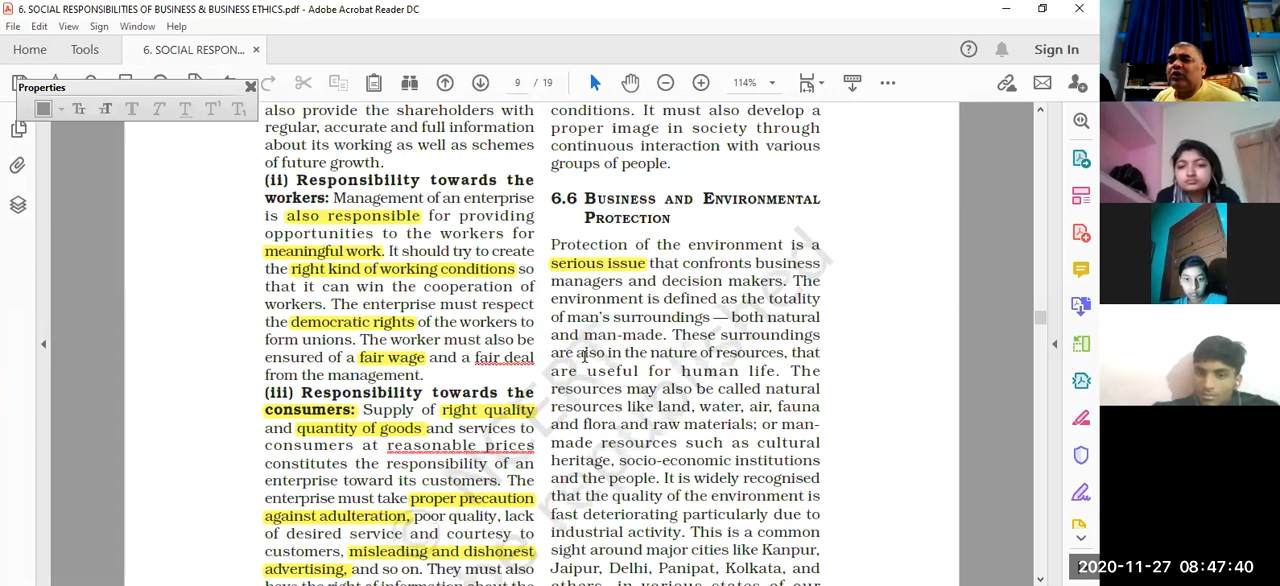 6. SOCIAL RESPONSIBILITIES OF BUSINESS & BUSINESS ETHICS.pdf - Adobe Acrobat Reader DC
File Edit View Sign Window Help
Home Tools 6. SOCIAL RESPON... × Sign In
9 / 19 114%
Properties
also provide the shareholders with
regular, accurate and full information
about its working as well as schemes
of future growth.
(ii) Responsibility towards the
workers: Management of an enterprise
is also responsible for providing
opportunities to the workers for
meaningful work. It should try to create
the right kind of working conditions so
that it can win the cooperation of
workers. The enterprise must respect
the democratic rights of the workers to
form unions. The worker must also be
ensured of a fair wage and a fair deal
from the management.
(iii) Responsibility towards the
consumers: Supply of right quality
and quantity of goods and services to
consumers at reasonable prices
constitutes the responsibility of an
enterprise toward its customers. The
enterprise must take proper precaution
against adulteration, poor quality, lack
of desired service and courtesy to
customers, misleading and dishonest
advertising, and so on. They must also
have the right of information about the
conditions. It must also develop a
proper image in society through
continuous interaction with various
groups of people.
6.6 BUSINESS AND ENVIRONMENTAL
PROTECTION
Protection of the environment is a
serious issue that confronts business
managers and decision makers. The
environment is defined as the totality
of man's surroundings — both natural
and man-made. These surroundings
are also in the nature of resources, that
are useful for human life. The
resources may also be called natural
resources like land, water, air, fauna
and flora and raw materials; or man-
made resources such as cultural
heritage, socio-economic institutions
and the people. It is widely recognised
that the quality of the environment is
fast deteriorating particularly due to
industrial activity. This is a common
sight around major cities like Kanpur,
Jaipur, Delhi, Panipat, Kolkata, and
others, in various states of our
2020-11-27 08:47:40